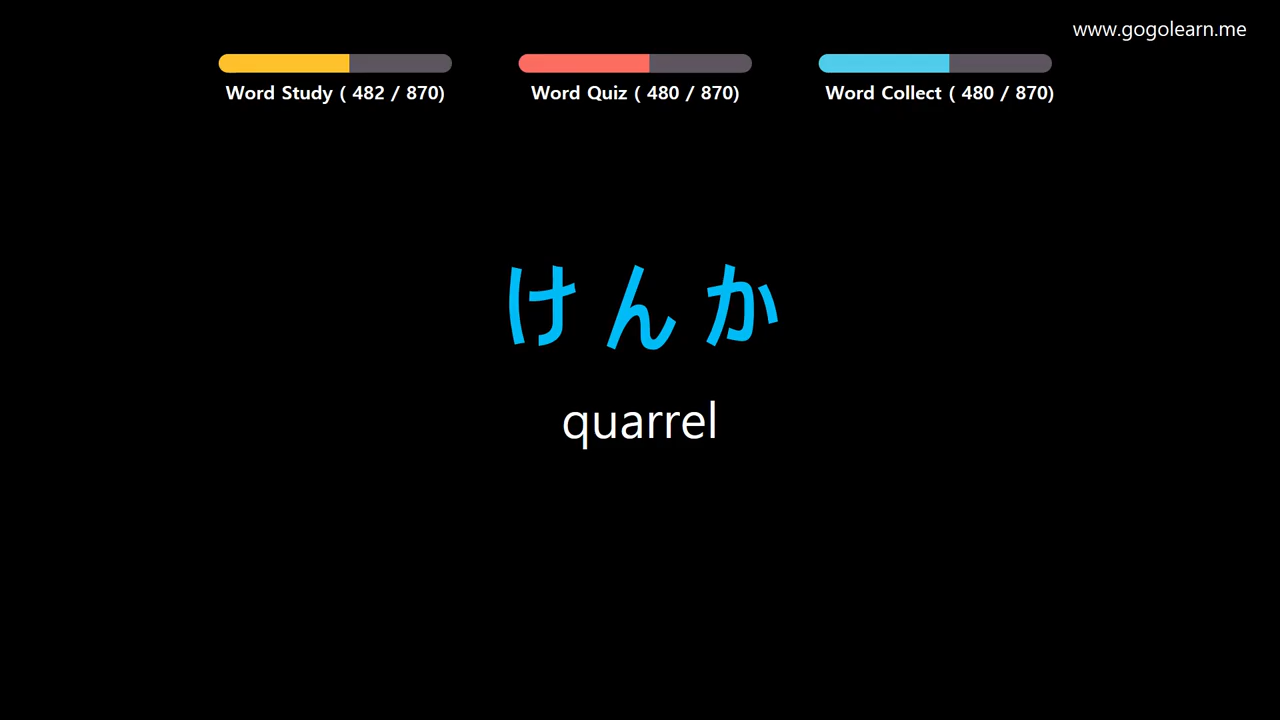 www.gogolearn.me
Word Study ( 482 / 870)
Word Quiz ( 480 / 870)
Word Collect ( 480 / 870)
けんか
quarrel